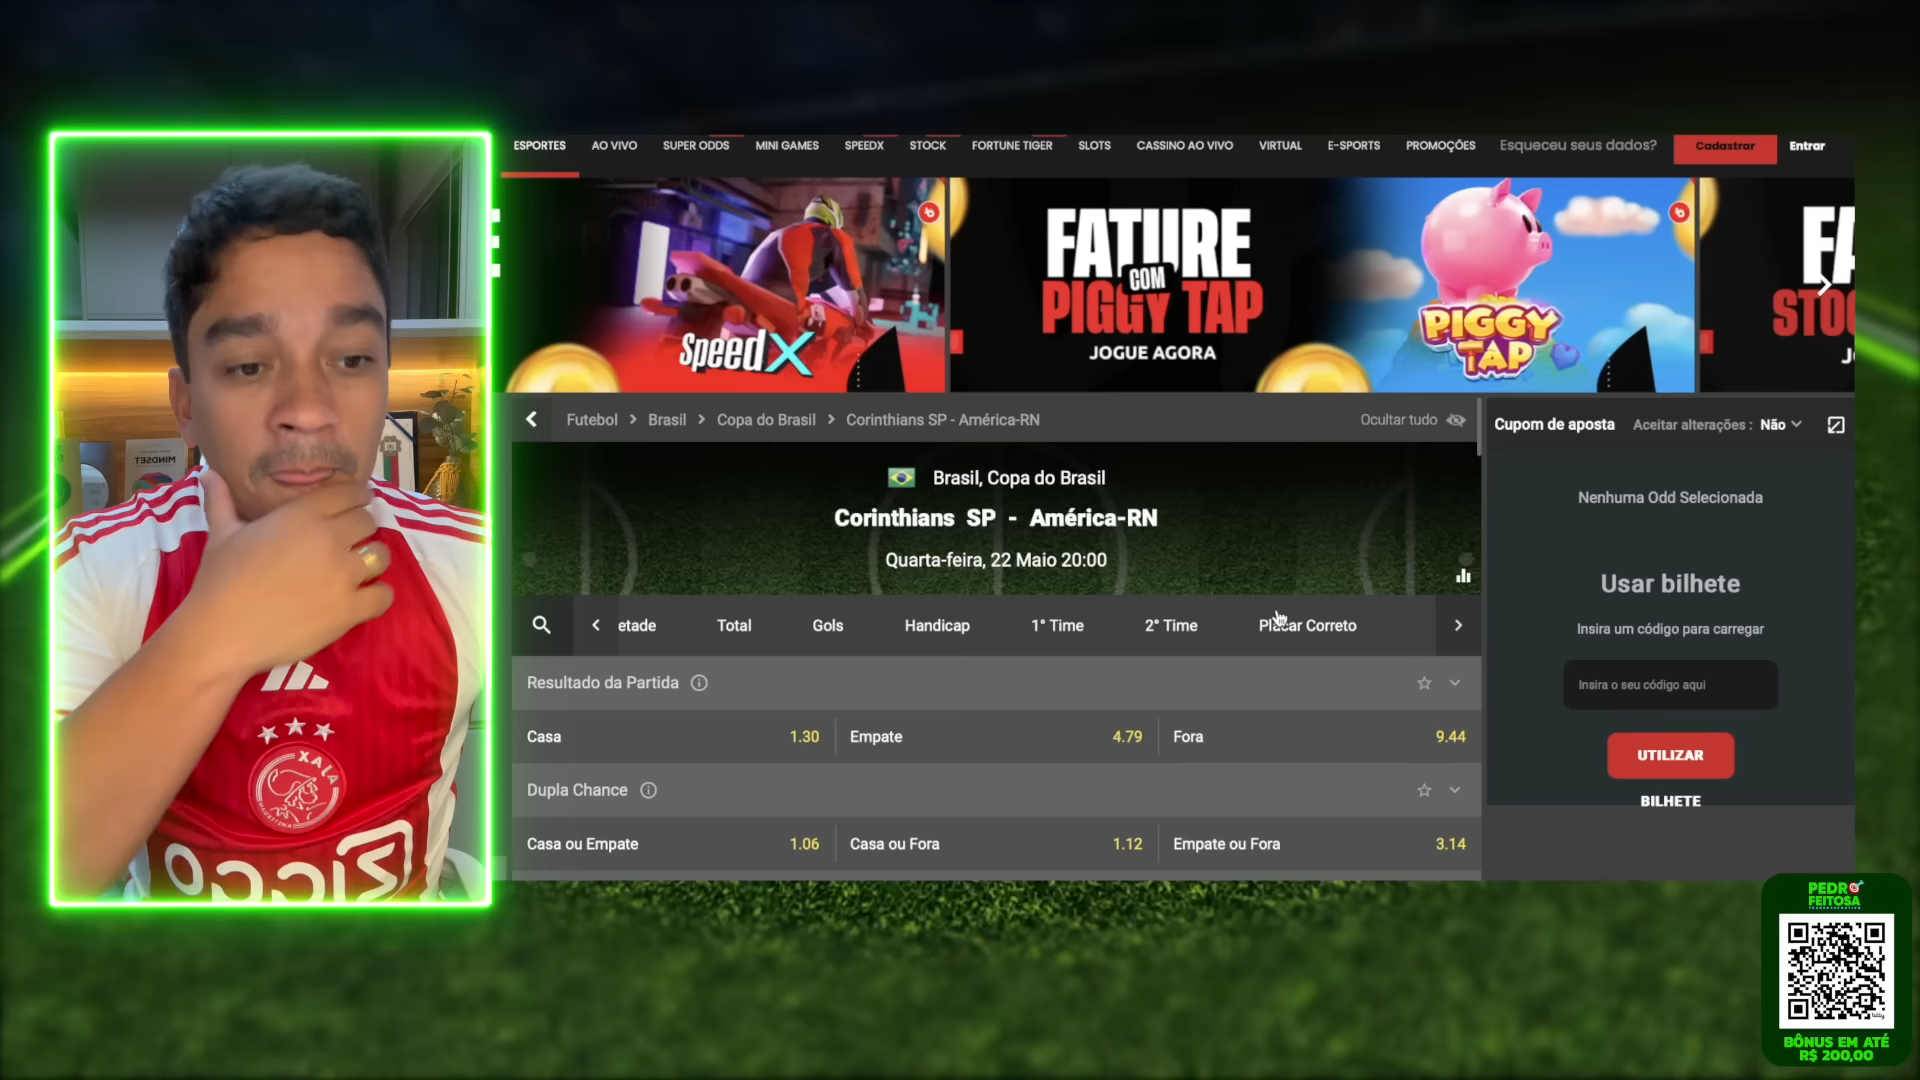 ESPORTES AO VIVO SUPER ODDS MINI GAMES SPEEDX STOCK FORTUNE TIGER SLOTS CASSINO AO VIVO VIRTUAL E-SPORTS PROMOÇÕES Esqueceu seus dados? Cadastrar Entrar
E
Speed X
FATURE
COM
PIGGY TAP
JOGUE AGORA
PIGGY
TAP
FA
STOC
J
Futebol > Brasil > Copa do Brasil > Corinthians SP - América-RN
Ocultar tudo
Brasil, Copa do Brasil
Corinthians SP - América-RN
Quarta-feira, 22 Maio 20:00
etade Total Gols Handicap 1° Time 2° Time Placar Correto
Resultado da Partida
Casa 1.30 Empate 4.79 Fora 9.44
Dupla Chance
Casa ou Empate 1.06 Casa ou Fora 1.12 Empate ou Fora 3.14
Cupom de aposta Aceitar alterações : Não
Nenhuma Odd Selecionada
Usar bilhete
Insira um código para carregar
Insira o seu código aqui
UTILIZAR
BILHETE
MINDSET
AJAX
ZIGGO
PEDRO
FEITOSA
BÔNUS EM ATÉ
R$ 200,00